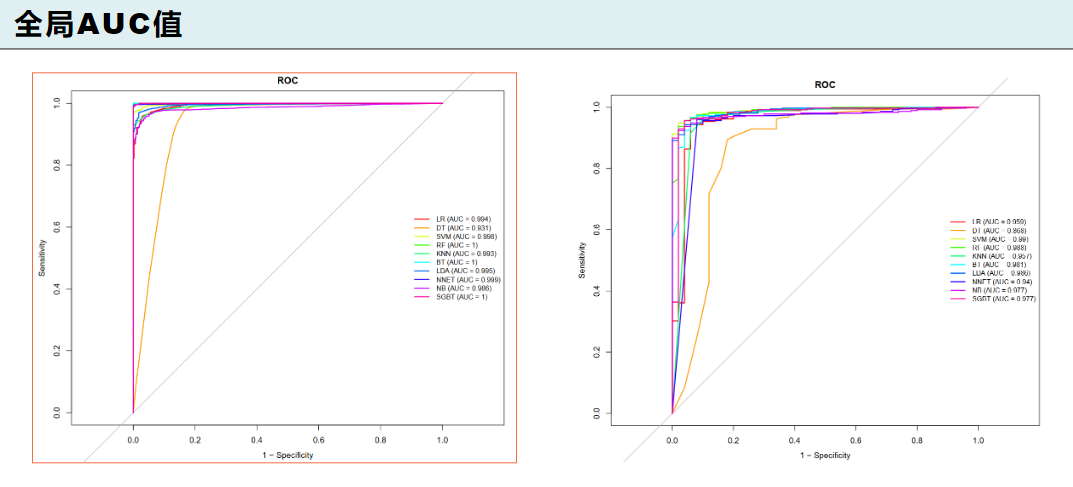 全局AUC值
ROC
1.0
0.8
0.6
0.4
0.2
0.0
Sensitivity
LR (AUC = 0.994)
DT (AUC = 0.931)
SVM (AUC = 0.998)
RF (AUC = 1)
KNN (AUC = 0.993)
BT (AUC = 1)
LDA (AUC = 0.995)
NNET (AUC = 0.999)
NB (AUC = 0.986)
SGBT (AUC = 1)
0.0 0.2 0.4 0.6 0.8 1.0
1 − Specificity
ROC
1.0
0.8
0.6
0.4
0.2
0.0
Sensitivity
LR (AUC = 0.959)
DT (AUC = 0.868)
SVM (AUC = 0.99)
RF (AUC = 0.988)
KNN (AUC = 0.957)
BT (AUC = 0.981)
LDA (AUC = 0.986)
NNET (AUC = 0.94)
NB (AUC = 0.977)
SGBT (AUC = 0.977)
0.0 0.2 0.4 0.6 0.8 1.0
1 − Specificity